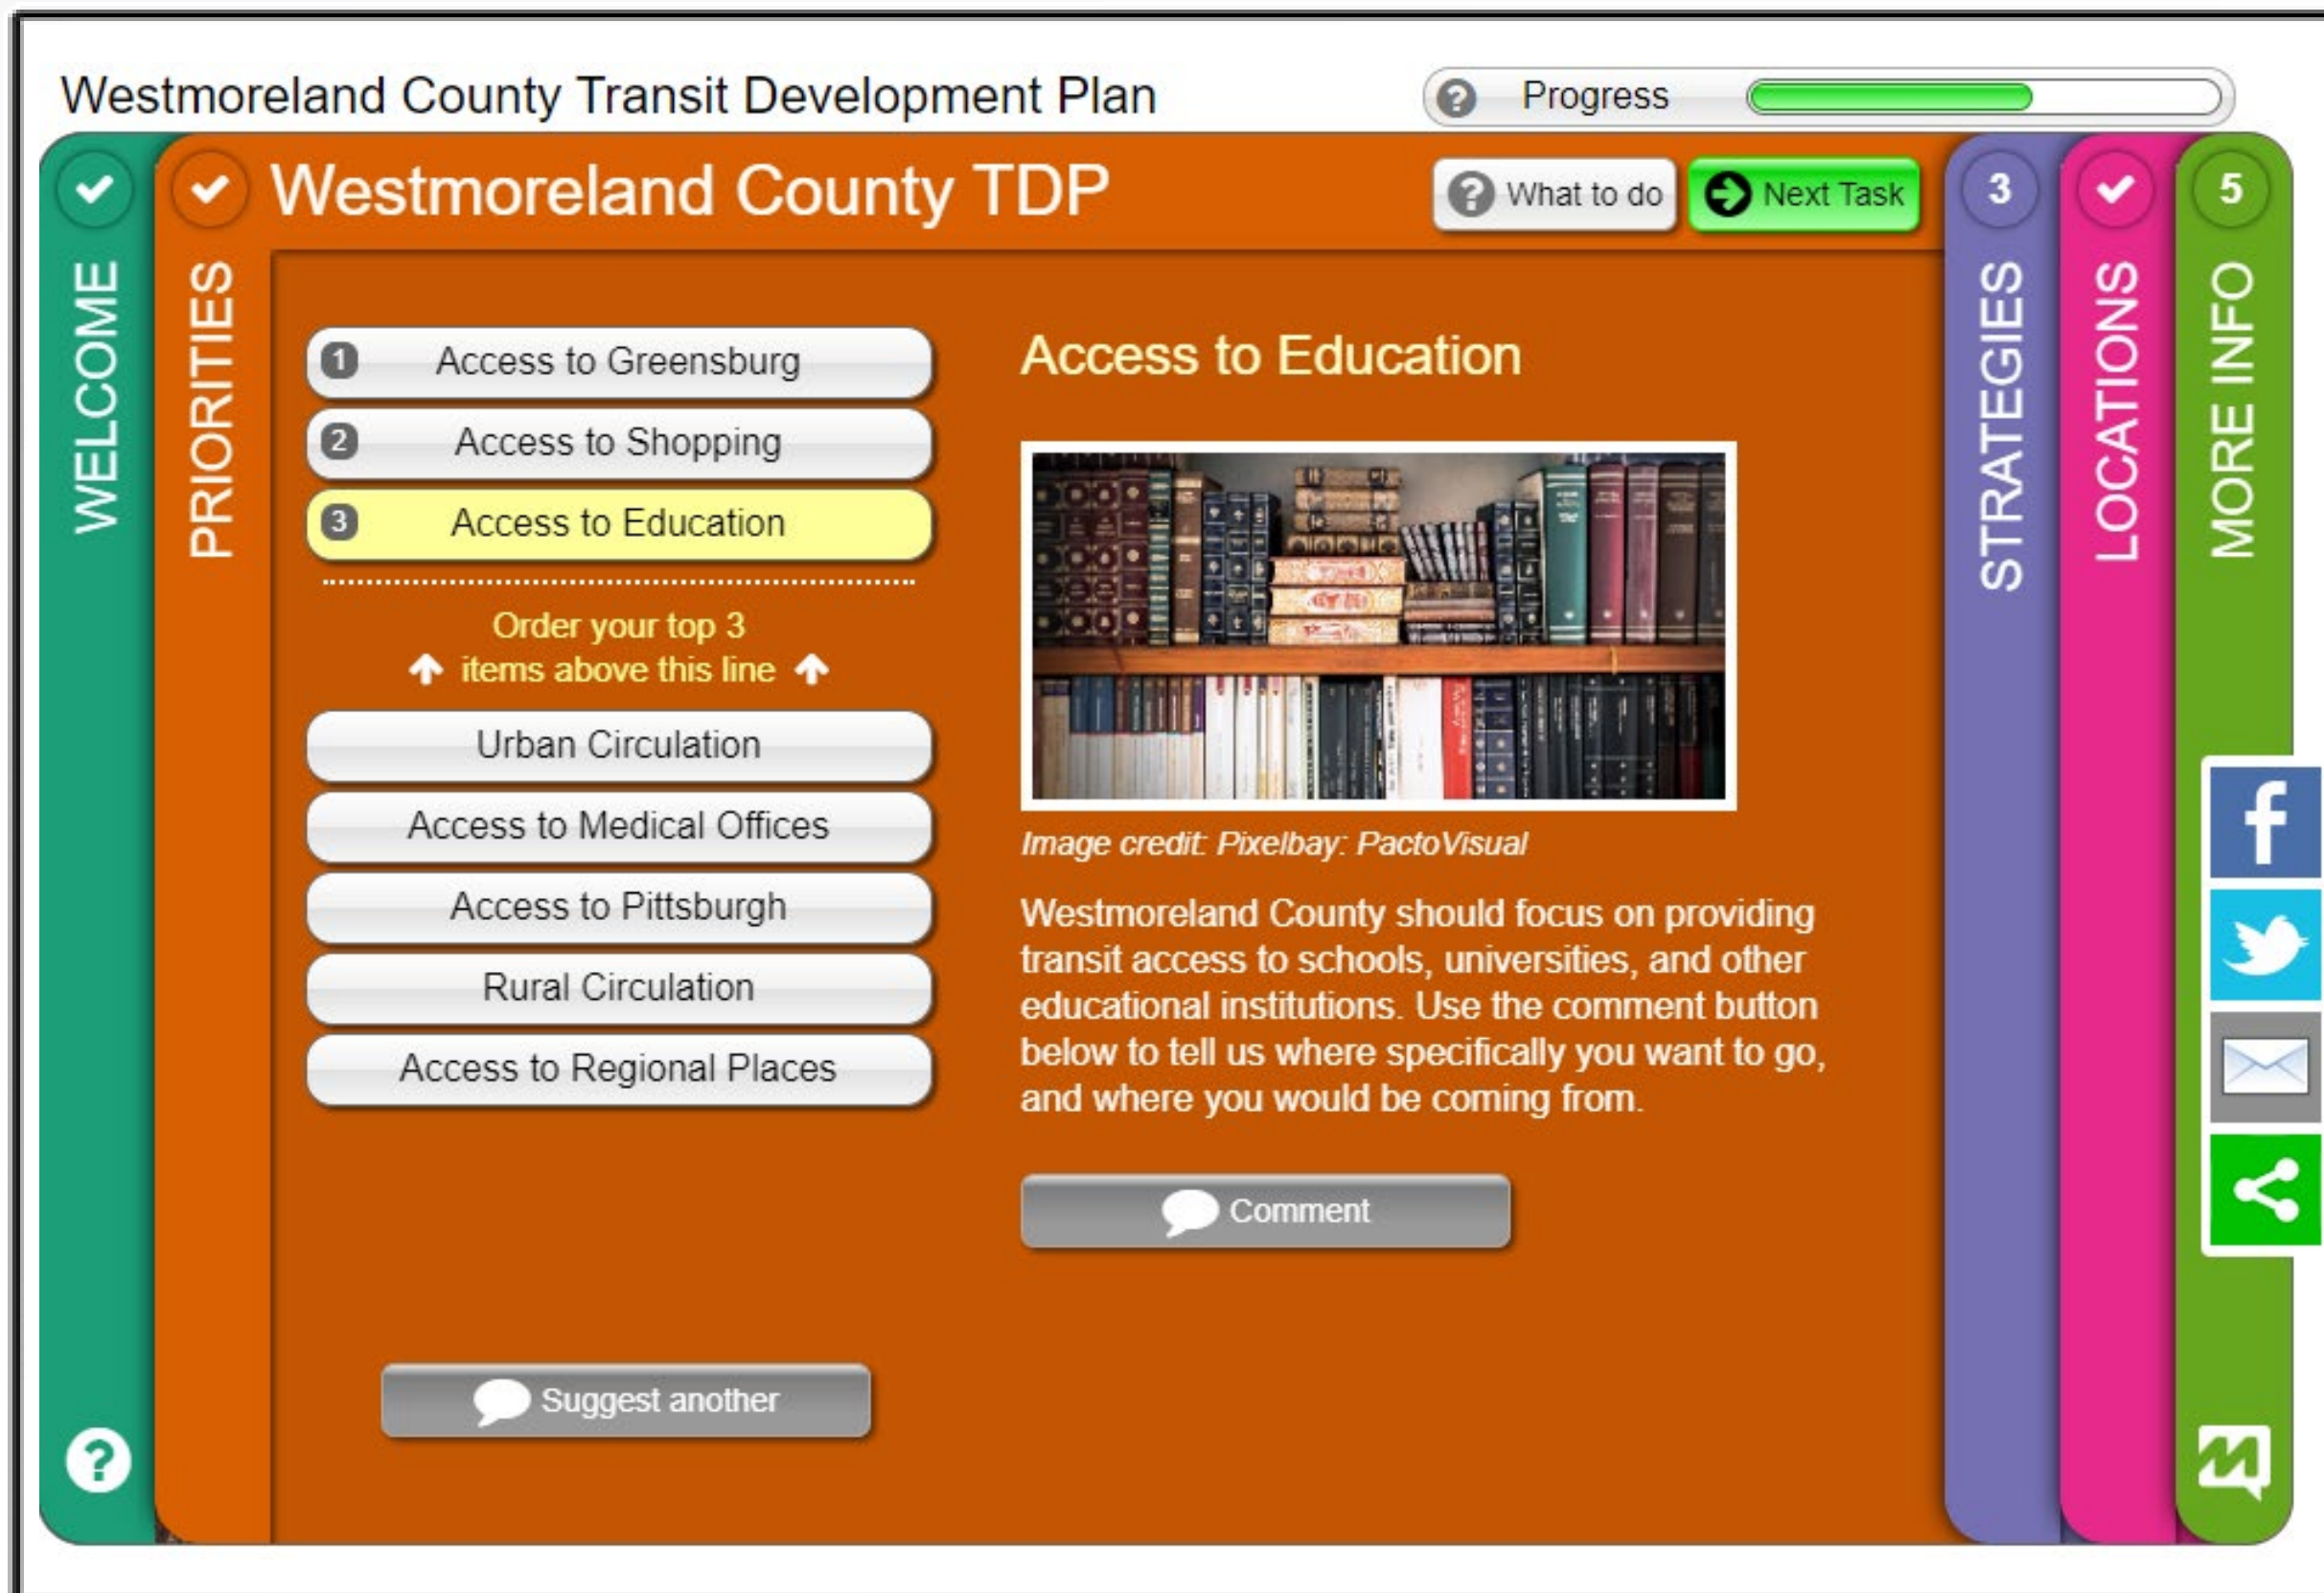 Westmoreland County Transit Development Plan
? Progress
Westmoreland County TDP
? What to do
Next Task
WELCOME
PRIORITIES
1 Access to Greensburg
2 Access to Shopping
3 Access to Education
Order your top 3
items above this line
Urban Circulation
Access to Medical Offices
Access to Pittsburgh
Rural Circulation
Access to Regional Places
Suggest another
Access to Education
Image credit: Pixelbay: PactoVisual
Westmoreland County should focus on providing
transit access to schools, universities, and other
educational institutions. Use the comment button
below to tell us where specifically you want to go,
and where you would be coming from.
Comment
3
STRATEGIES
LOCATIONS
5
MORE INFO
f
?